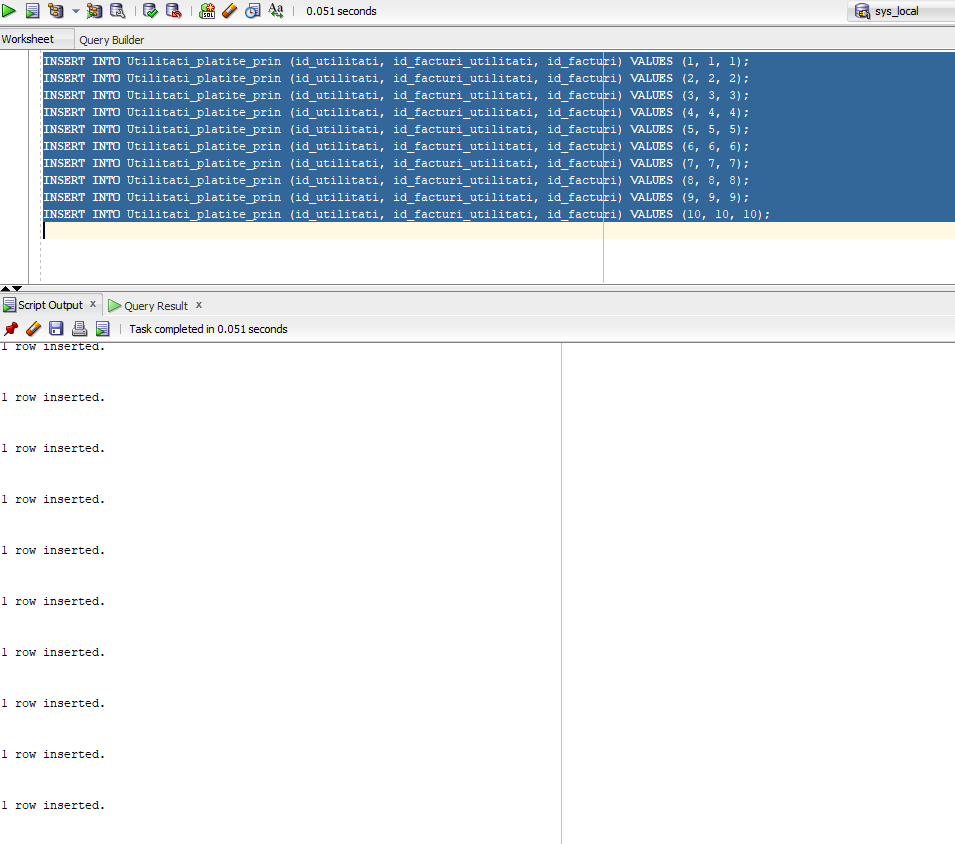 0.051 seconds
sys_local
Worksheet
Query Builder
INSERT INTO Utilitati_platite_prin (id_utilitati, id_facturi_utilitati, id_facturi) VALUES (1, 1, 1);
INSERT INTO Utilitati_platite_prin (id_utilitati, id_facturi_utilitati, id_facturi) VALUES (2, 2, 2);
INSERT INTO Utilitati_platite_prin (id_utilitati, id_facturi_utilitati, id_facturi) VALUES (3, 3, 3);
INSERT INTO Utilitati_platite_prin (id_utilitati, id_facturi_utilitati, id_facturi) VALUES (4, 4, 4);
INSERT INTO Utilitati_platite_prin (id_utilitati, id_facturi_utilitati, id_facturi) VALUES (5, 5, 5);
INSERT INTO Utilitati_platite_prin (id_utilitati, id_facturi_utilitati, id_facturi) VALUES (6, 6, 6);
INSERT INTO Utilitati_platite_prin (id_utilitati, id_facturi_utilitati, id_facturi) VALUES (7, 7, 7);
INSERT INTO Utilitati_platite_prin (id_utilitati, id_facturi_utilitati, id_facturi) VALUES (8, 8, 8);
INSERT INTO Utilitati_platite_prin (id_utilitati, id_facturi_utilitati, id_facturi) VALUES (9, 9, 9);
INSERT INTO Utilitati_platite_prin (id_utilitati, id_facturi_utilitati, id_facturi) VALUES (10, 10, 10);
Script Output x
Query Result x
Task completed in 0.051 seconds
1 row inserted.
1 row inserted.
1 row inserted.
1 row inserted.
1 row inserted.
1 row inserted.
1 row inserted.
1 row inserted.
1 row inserted.
1 row inserted.